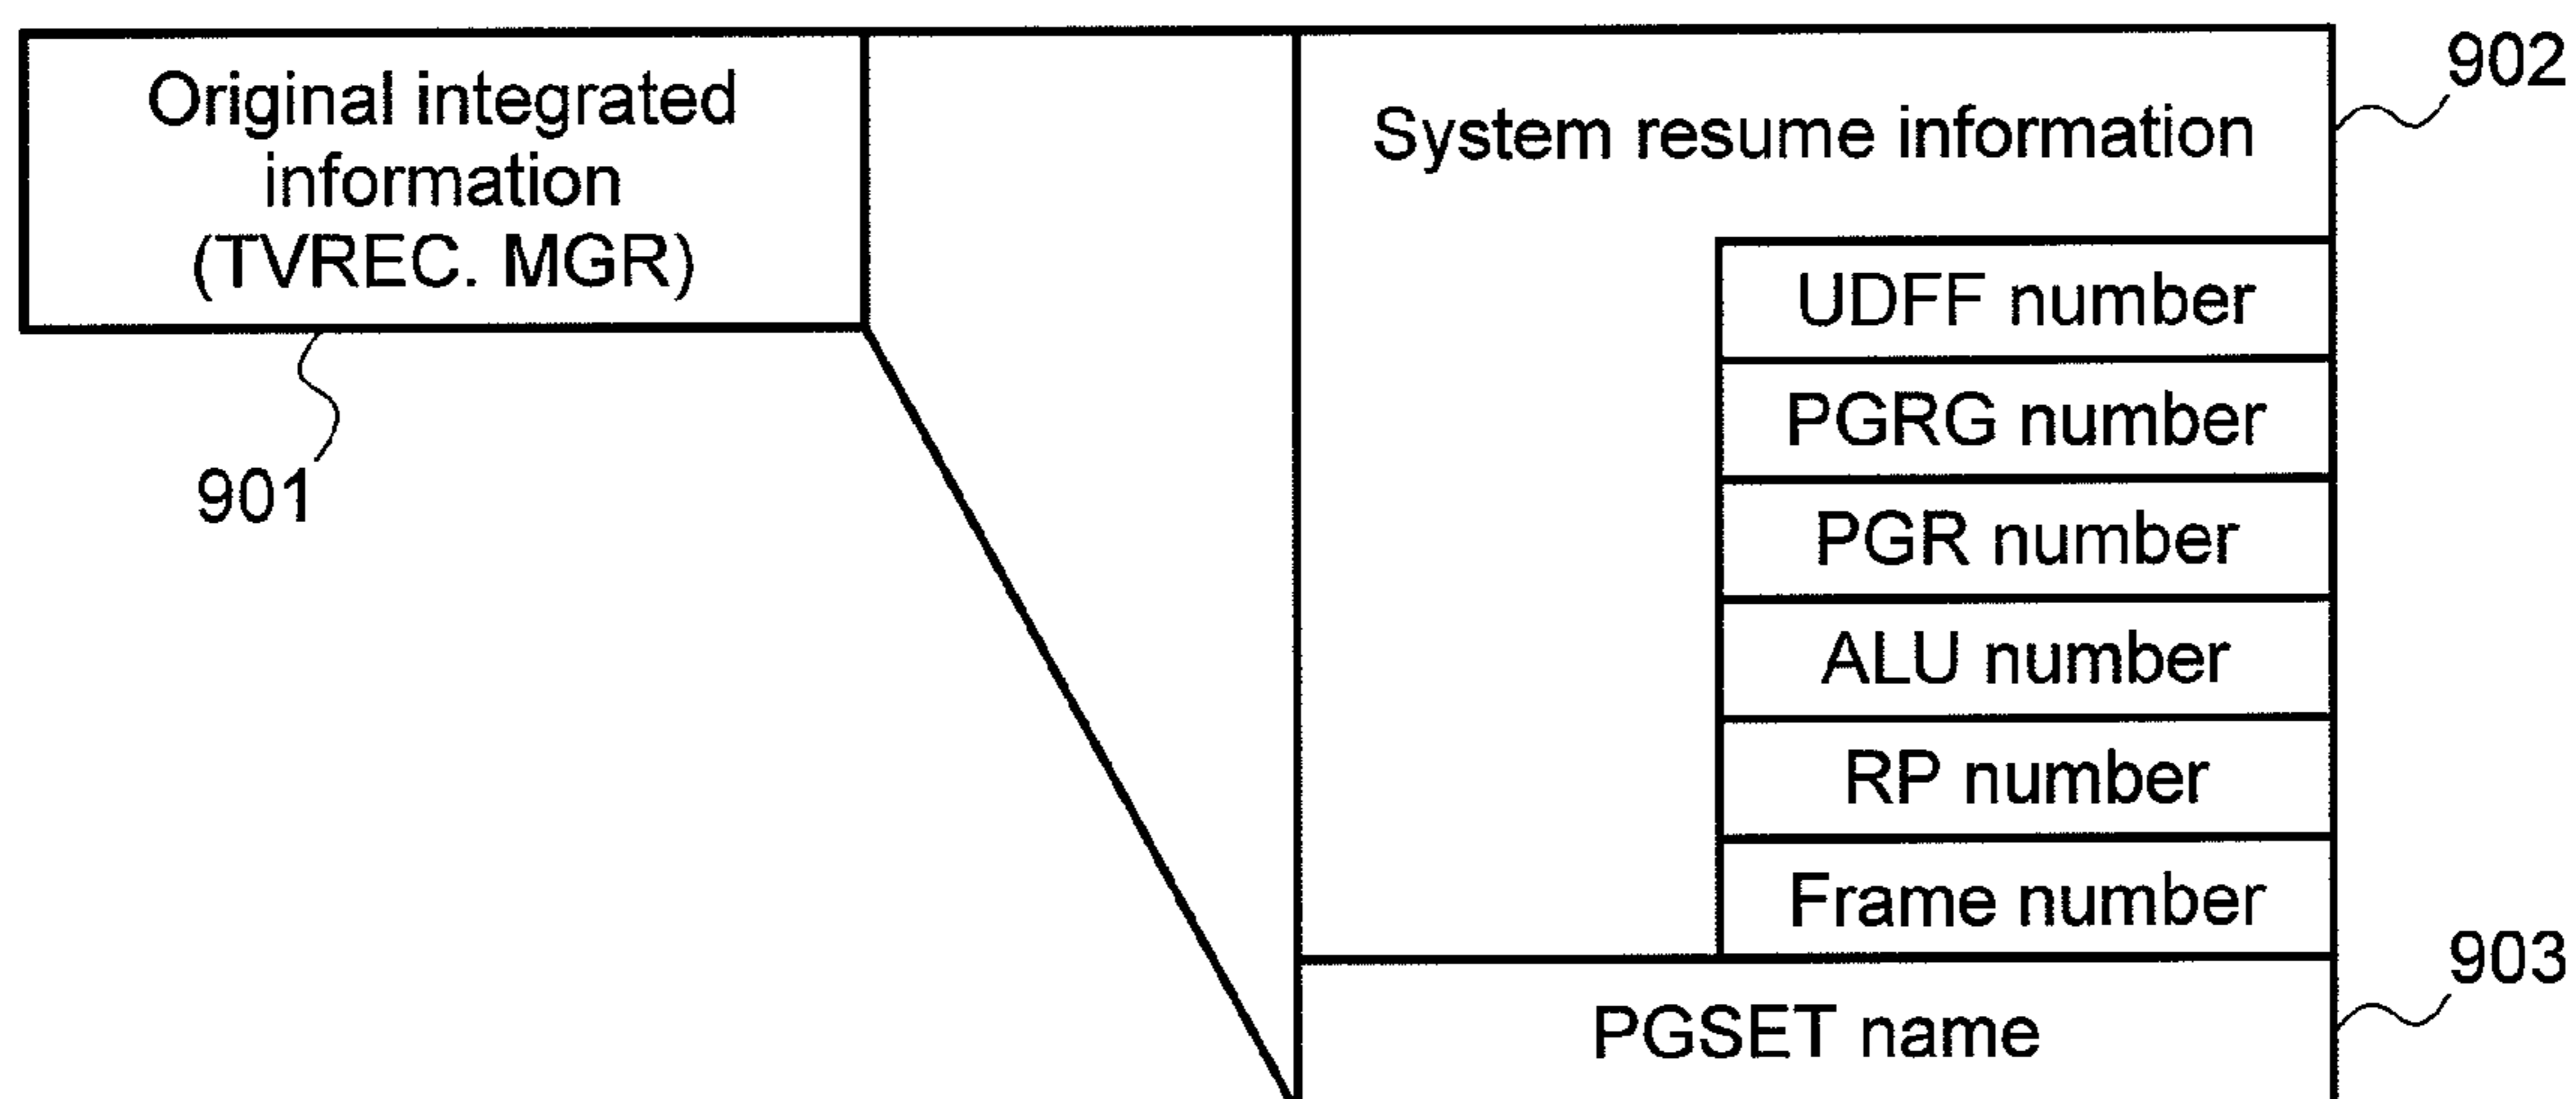 Original integrated
information
(TVREC. MGR)
901
902
System resume information
UDFF number
PGRG number
PGR number
ALU number
RP number
Frame number
903
PGSET name